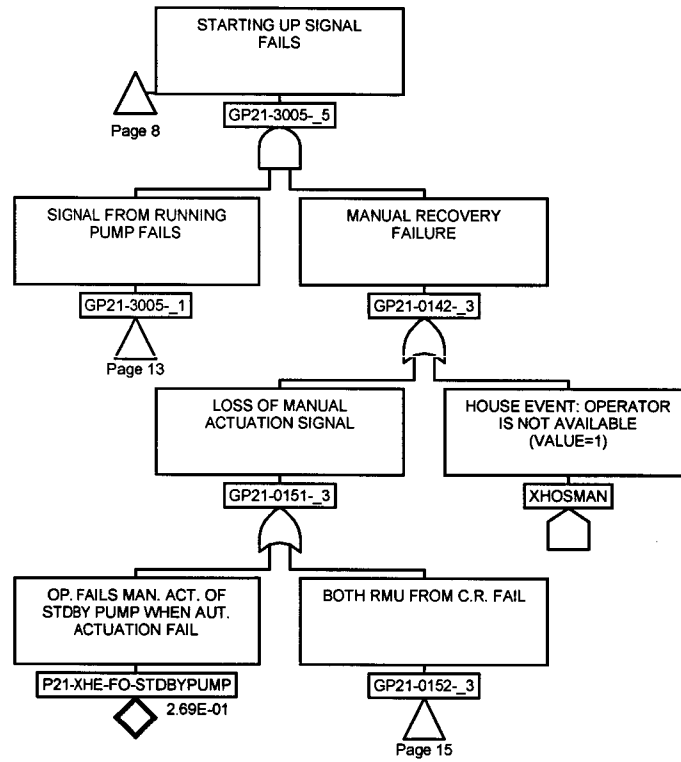 STARTING UP SIGNAL
FAILS
GP21-3005-_5
Page 8
SIGNAL FROM RUNNING
PUMP FAILS
MANUAL RECOVERY
FAILURE
GP21-3005-_1
GP21-0142-_3
Page 13
LOSS OF MANUAL
ACTUATION SIGNAL
HOUSE EVENT: OPERATOR
IS NOT AVAILABLE
(VALUE=1)
GP21-0151-_3
XHOSMAN
OP. FAILS MAN. ACT. OF
STDBY PUMP WHEN AUT.
ACTUATION FAIL
BOTH RMU FROM C.R. FAIL
P21-XHE-FO-STDBYPUMP
GP21-0152-_3
2.69E-01
Page 15